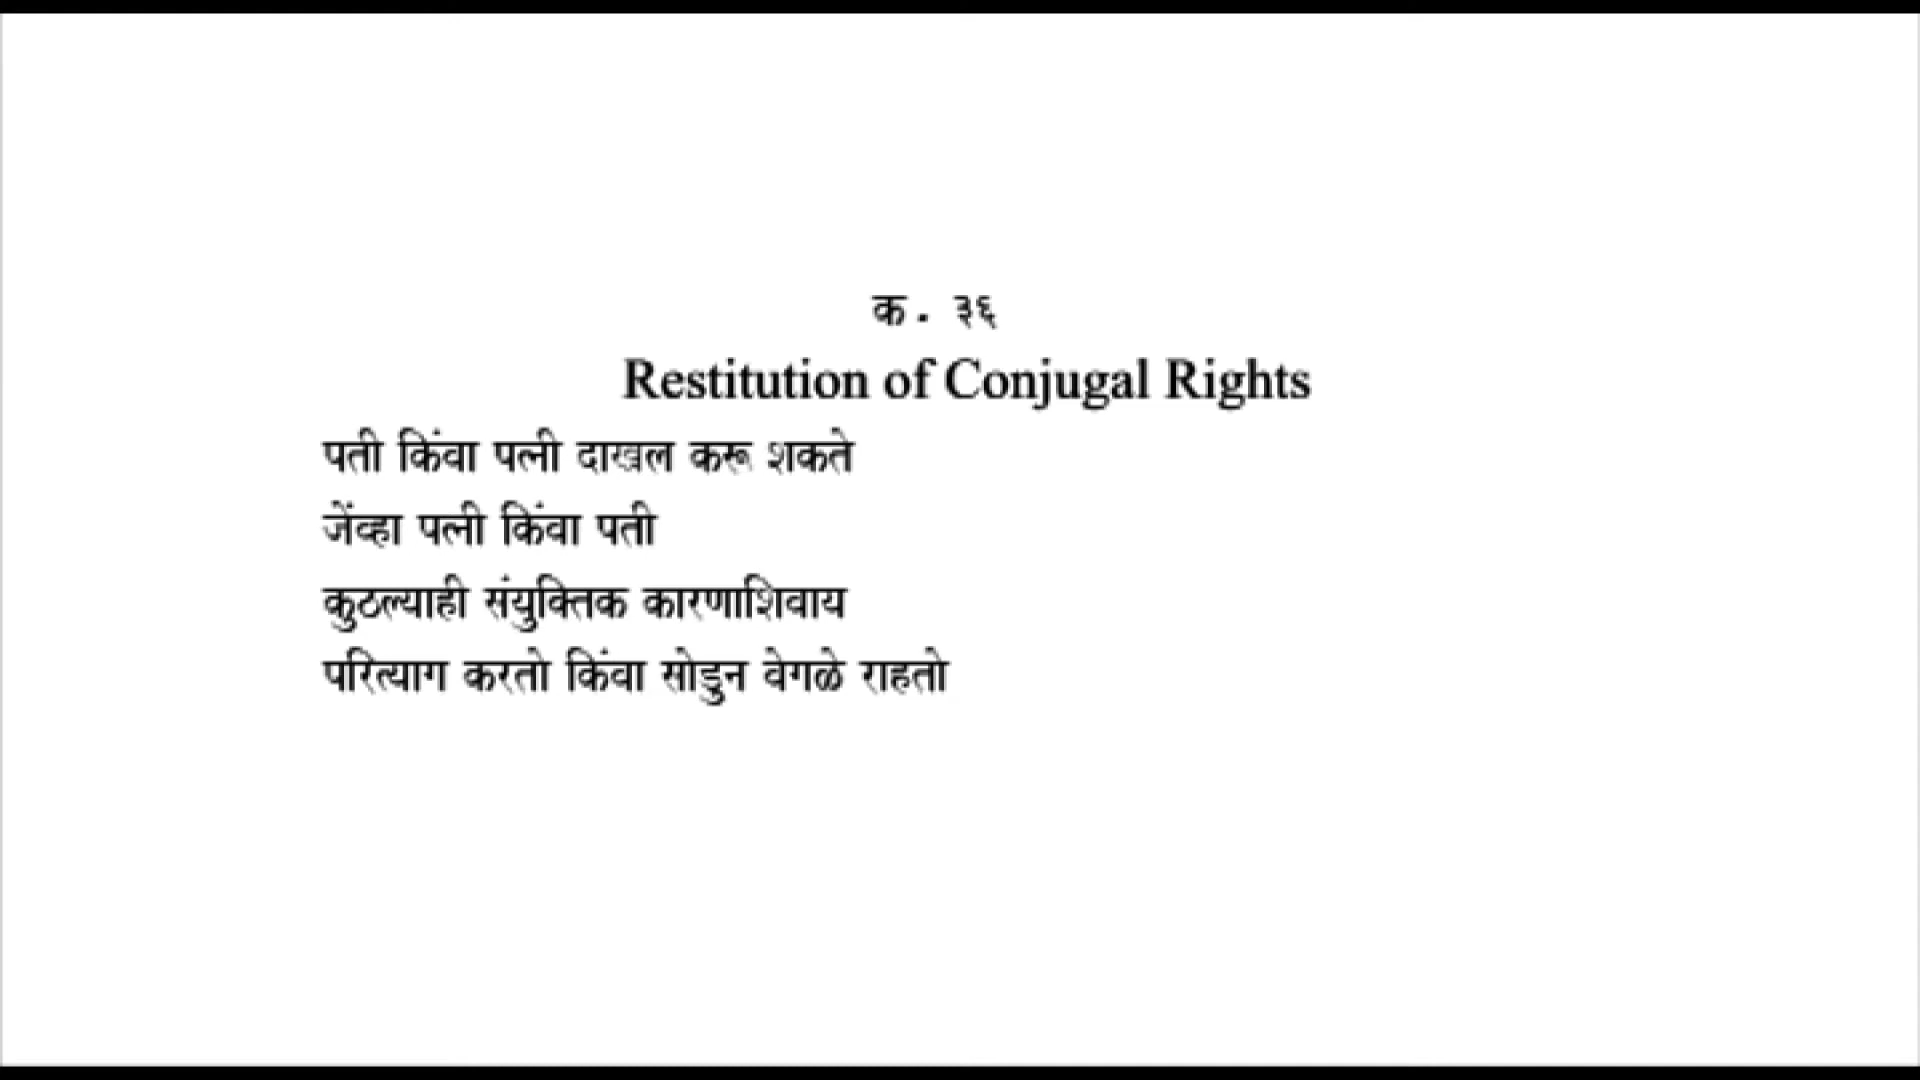 क. ३६
Restitution of Conjugal Rights
पती किंवा पत्नी दाखल करू शकते
जेंव्हा पत्नी किंवा पती
कुठल्याही संयुक्तिक कारणाशिवाय
परित्याग करतो किंवा सोडुन वेगळे राहतो